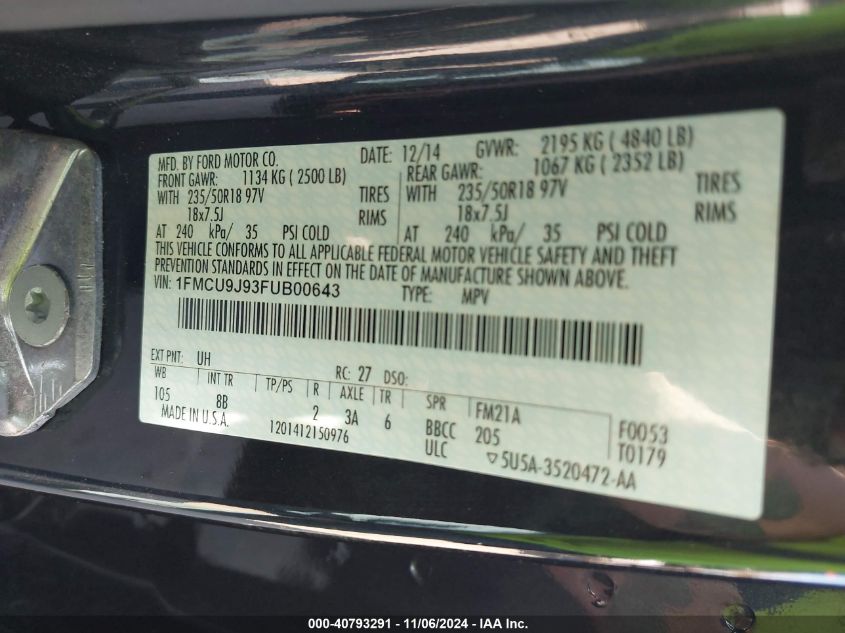 MFD. BY FORD MOTOR CO. DATE: 12/14 GVWR: 2195 KG ( 4840 LB)
FRONT GAWR: 1134 KG ( 2500 LB) REAR GAWR: 1067 KG ( 2352 LB)
WITH 235/50R18 97V TIRES WITH 235/50R18 97V TIRES
18x7.5J RIMS 18x7.5J RIMS
AT 240 kPa/ 35 PSI COLD AT 240 kPa/ 35 PSI COLD
THIS VEHICLE CONFORMS TO ALL APPLICABLE FEDERAL MOTOR VEHICLE SAFETY AND THEFT
PREVENTION STANDARDS IN EFFECT ON THE DATE OF MANUFACTURE SHOWN ABOVE.
VIN: 1FMCU9J93FUB00643 TYPE: MPV
EXT PNT: UH RC: 27 DSO:
WB INT TR TP/PS R AXLE TR SPR FM21A F0053
105 8B 2 3A 6 BBCC 205 T0179
MADE IN U.S.A. 1201412150976 ULC ▽5U5A-3520472-AA
000-40793291 - 11/06/2024 - IAA Inc.